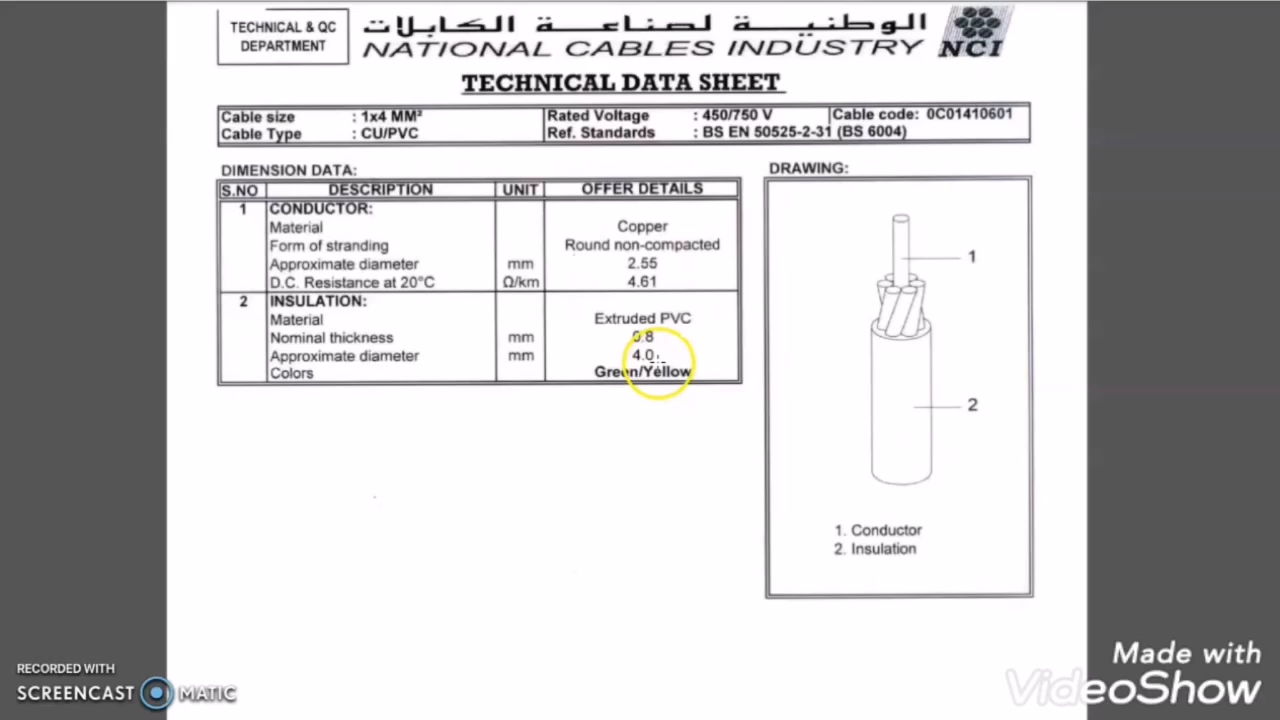 TECHNICAL & QC
DEPARTMENT
الوطنية لصناعة الكابلات
NATIONAL CABLES INDUSTRY
NCI
TECHNICAL DATA SHEET
Cable size : 1x4 MM² Rated Voltage : 450/750 V Cable code: 0C01410601
Cable Type : CU/PVC Ref. Standards : BS EN 50525-2-31 (BS 6004)
DIMENSION DATA:
S.NO DESCRIPTION UNIT OFFER DETAILS
1 CONDUCTOR:
Material Copper
Form of stranding Round non-compacted
Approximate diameter mm 2.55
D.C. Resistance at 20°C Ω/km 4.61
2 INSULATION:
Material Extruded PVC
Nominal thickness mm 0.8
Approximate diameter mm 4.0
Colors Green/Yellow
DRAWING:
1
2
1. Conductor
2. Insulation
RECORDED WITH
SCREENCAST MATIC
Made with
VideoShow